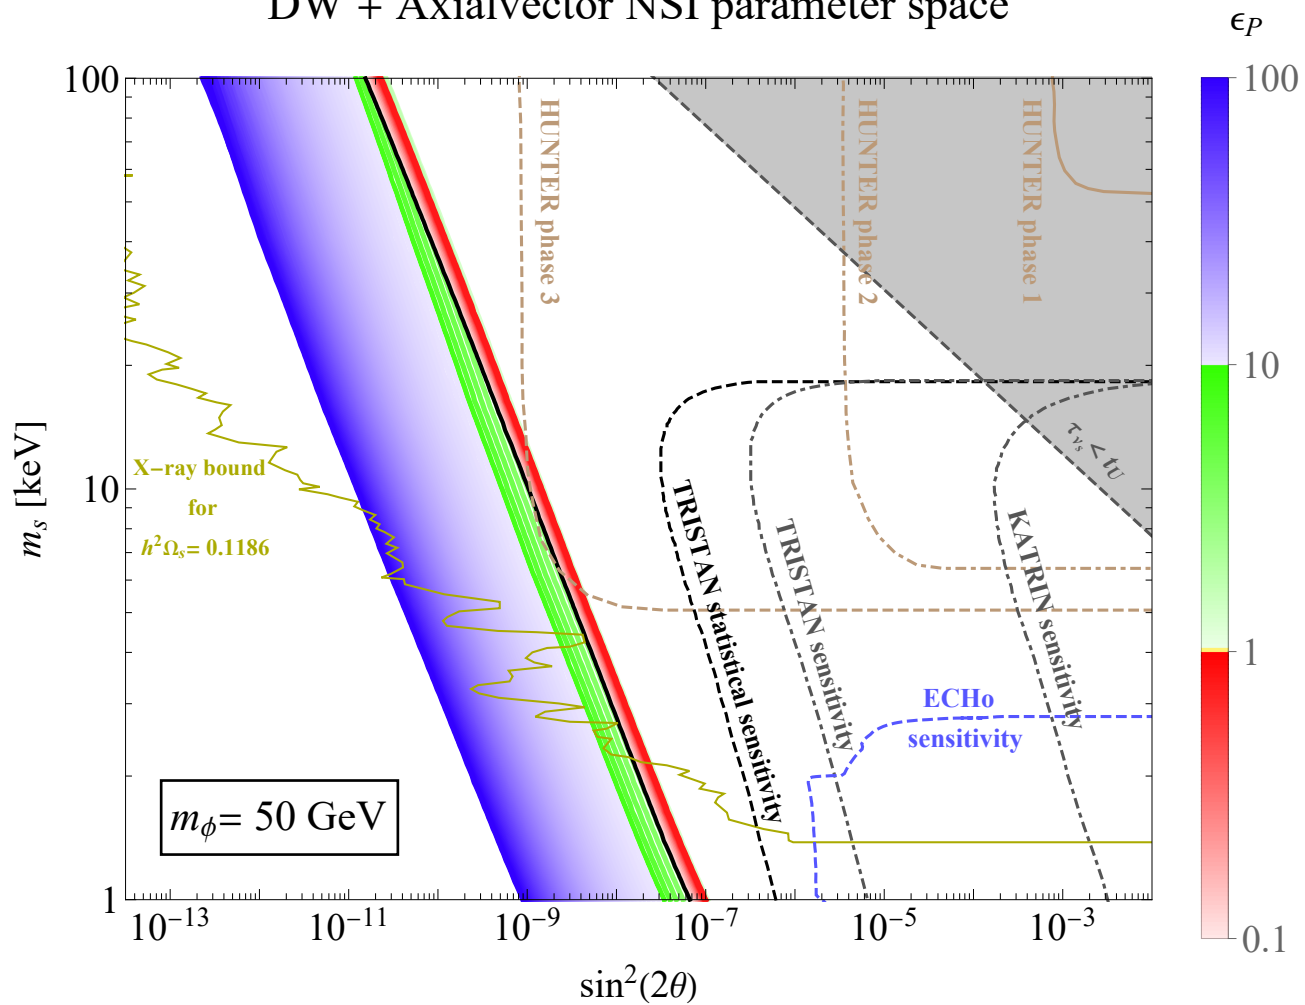 DW + Axialvector NSI parameter space
ϵ_P
100
10
1
m_s [keV]
10⁻¹³
10⁻¹¹
10⁻⁹
10⁻⁷
10⁻⁵
10⁻³
sin²(2θ)
HUNTER phase 3
HUNTER phase 2
HUNTER phase 1
τ_νs < t_U
X−ray bound
for
h²Ω_s= 0.1186
TRISTAN statistical sensitivity
TRISTAN sensitivity
KATRIN sensitivity
ECHo
sensitivity
m_ϕ= 50 GeV
100
10
1
0.1